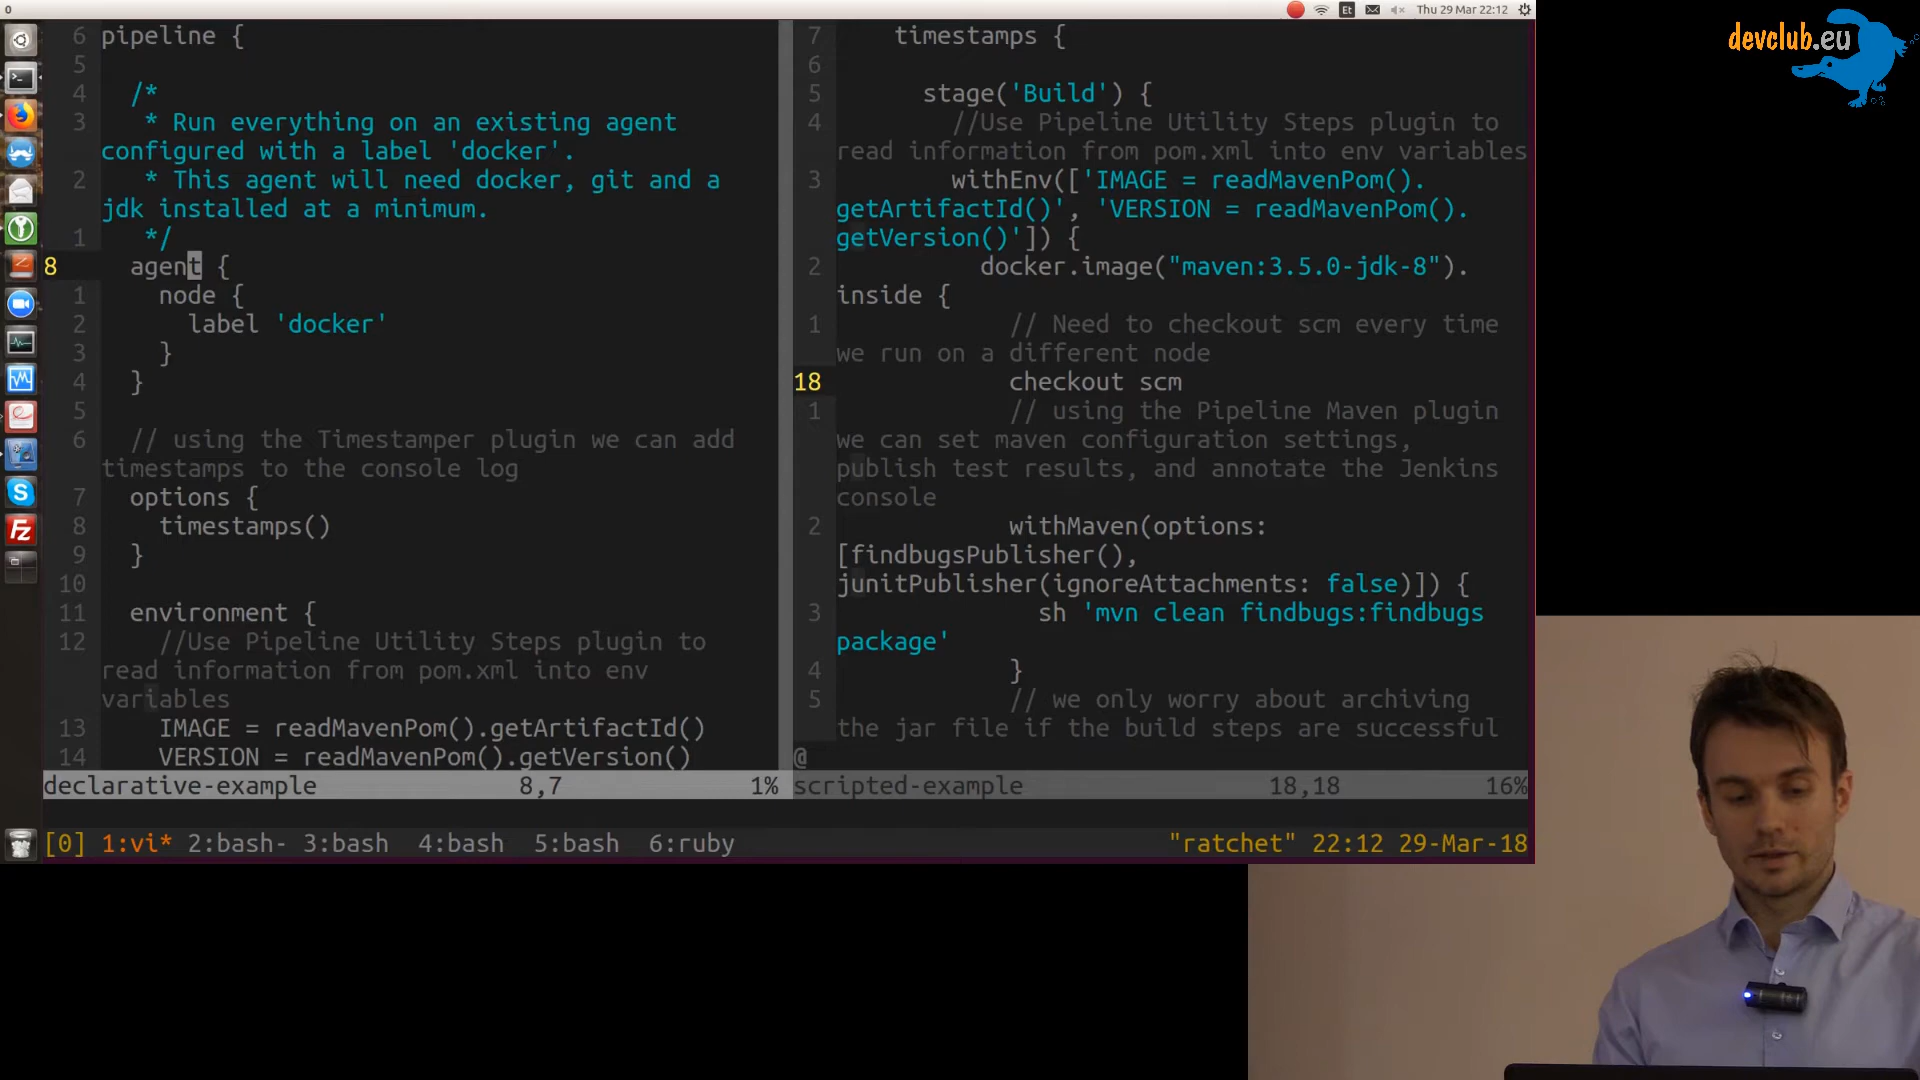 0
Et
Thu 29 Mar 22:12
devclub.eu
6 pipeline {
5
4 /*
3 * Run everything on an existing agent
configured with a label 'docker'.
2 * This agent will need docker, git and a
jdk installed at a minimum.
1 */
8 agent {
1 node {
2 label 'docker'
3 }
4 }
5
6 // using the Timestamper plugin we can add
timestamps to the console log
7 options {
8 timestamps()
9 }
10
11 environment {
12 //Use Pipeline Utility Steps plugin to
read information from pom.xml into env
variables
13 IMAGE = readMavenPom().getArtifactId()
14 VERSION = readMavenPom().getVersion()
declarative-example 8,7 1%
7 timestamps {
6
5 stage('Build') {
4 //Use Pipeline Utility Steps plugin to
read information from pom.xml into env variables
3 withEnv(['IMAGE = readMavenPom().
getArtifactId()', 'VERSION = readMavenPom().
getVersion()']) {
2 docker.image("maven:3.5.0-jdk-8").
inside {
1 // Need to checkout scm every time
we run on a different node
18 checkout scm
1 // using the Pipeline Maven plugin
we can set maven configuration settings,
publish test results, and annotate the Jenkins
console
2 withMaven(options:
[findbugsPublisher(),
junitPublisher(ignoreAttachments: false)]) {
3 sh 'mvn clean findbugs:findbugs
package'
4 }
5 // we only worry about archiving
the jar file if the build steps are successful
@
scripted-example 18,18 16%
[0] 1:vi* 2:bash- 3:bash 4:bash 5:bash 6:ruby "ratchet" 22:12 29-Mar-18
S
Fz